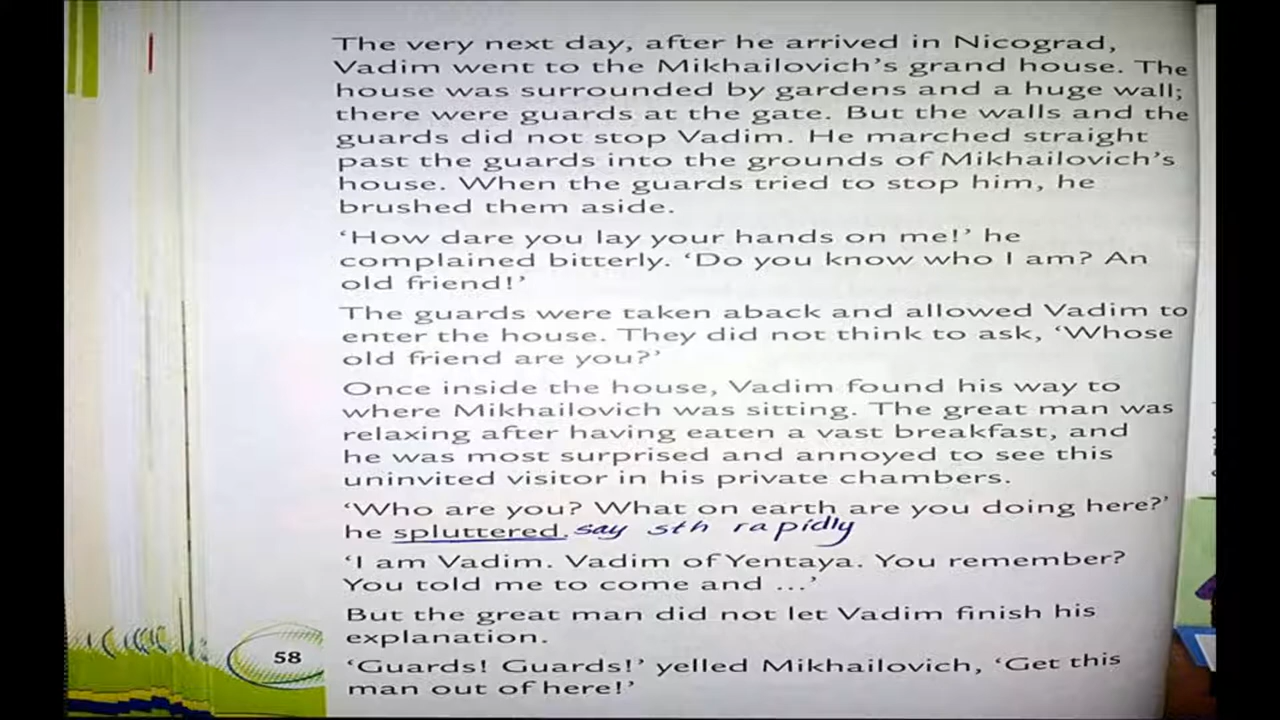 The very next day, after he arrived in Nicograd,
Vadim went to the Mikhailovich's grand house. The
house was surrounded by gardens and a huge wall;
there were guards at the gate. But the walls and the
guards did not stop Vadim. He marched straight
past the guards into the grounds of Mikhailovich's
house. When the guards tried to stop him, he
brushed them aside.
'How dare you lay your hands on me!' he
complained bitterly. 'Do you know who I am? An
old friend!'
The guards were taken aback and allowed Vadim to
enter the house. They did not think to ask, 'Whose
old friend are you?'
Once inside the house, Vadim found his way to
where Mikhailovich was sitting. The great man was
relaxing after having eaten a vast breakfast, and
he was most surprised and annoyed to see this
uninvited visitor in his private chambers.
'Who are you? What on earth are you doing here?'
he spluttered. say sth rapidly
'I am Vadim. Vadim of Yentaya. You remember?
You told me to come and ...'
But the great man did not let Vadim finish his
explanation.
'Guards! Guards!' yelled Mikhailovich, 'Get this
man out of here!'
58